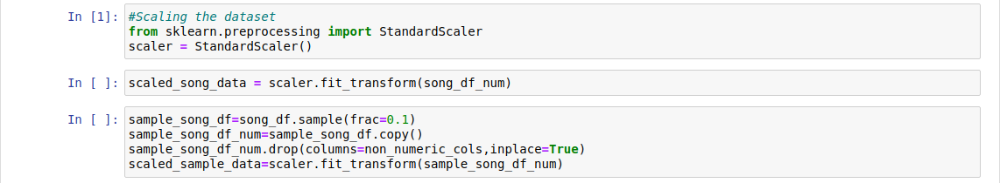 In [1]: #Scaling the dataset
from sklearn.preprocessing import StandardScaler
scaler = StandardScaler()
In [ ]: scaled_song_data = scaler.fit_transform(song_df_num)
In [ ]: sample_song_df=song_df.sample(frac=0.1)
sample_song_df_num=sample_song_df.copy()
sample_song_df_num.drop(columns=non_numeric_cols,inplace=True)
scaled_sample_data=scaler.fit_transform(sample_song_df_num)